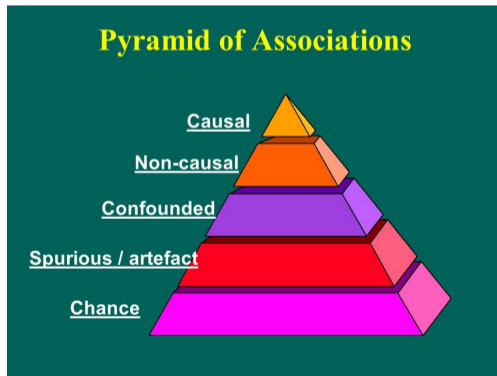 Pyramid of Associations
Causal
Non-causal
Confounded
Spurious / artefact
Chance